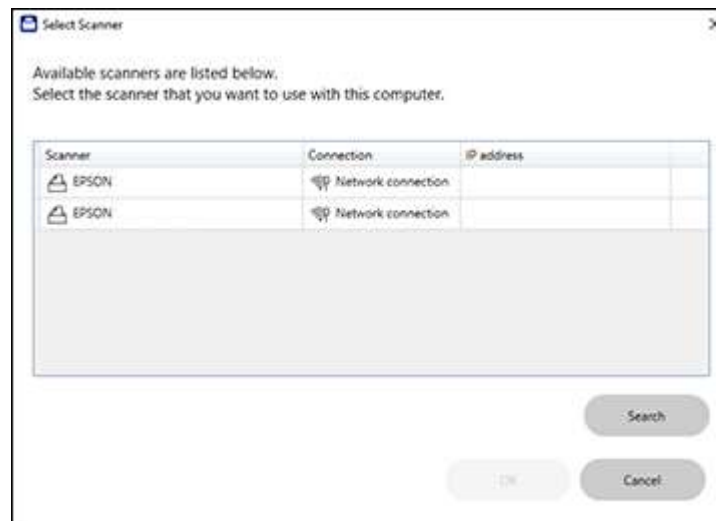 Select Scanner
Available scanners are listed below.
Select the scanner that you want to use with this computer.
Scanner Connection IP address
EPSON Network connection
EPSON Network connection
Search
OK Cancel